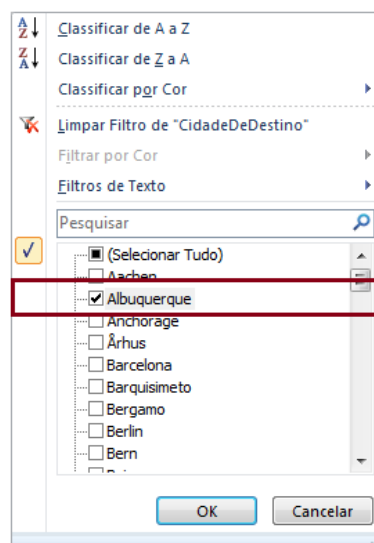 Classificar de A a Z
Classificar de Z a A
Classificar por Cor
Limpar Filtro de "CidadeDeDestino"
Filtrar por Cor
Filtros de Texto
Pesquisar
(Selecionar Tudo)
Aachen
Albuquerque
Anchorage
Århus
Barcelona
Barquisimeto
Bergamo
Berlin
Bern
OK Cancelar